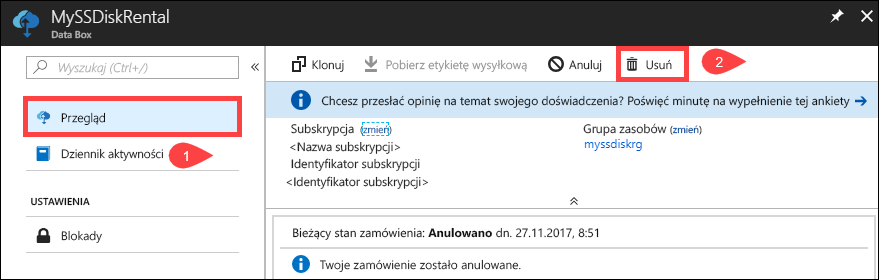 MySSDiskRental
Data Box
Wyszukaj (Ctrl+/)
Przegląd
Dziennik aktywności
1
USTAWIENIA
Blokady
Klonuj
Pobierz etykietę wysyłkową
Anuluj
Usuń
2
Chcesz przesłać opinię na temat swojego doświadczenia? Poświęć minutę na wypełnienie tej ankiety
Subskrypcja (zmień)
<Nazwa subskrypcji>
Identyfikator subskrypcji
<Identyfikator subskrypcji>
Grupa zasobów (zmień)
myssdiskrg
Bieżący stan zamówienia: Anulowano dn. 27.11.2017, 8:51
Twoje zamówienie zostało anulowane.